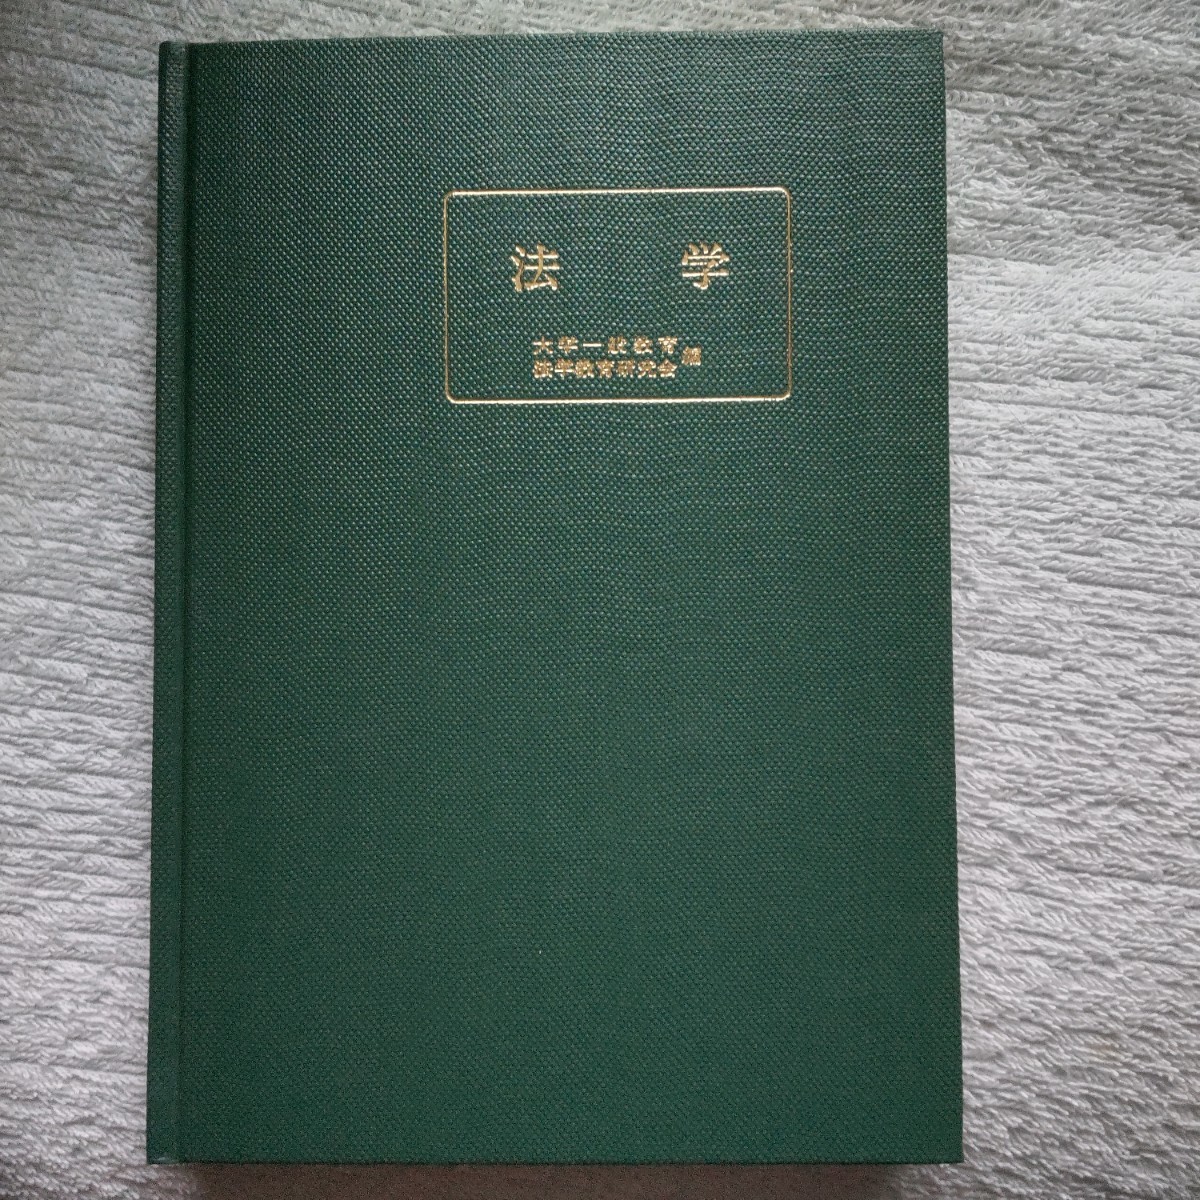 法学
大学一般教育
法学教育研究会 編